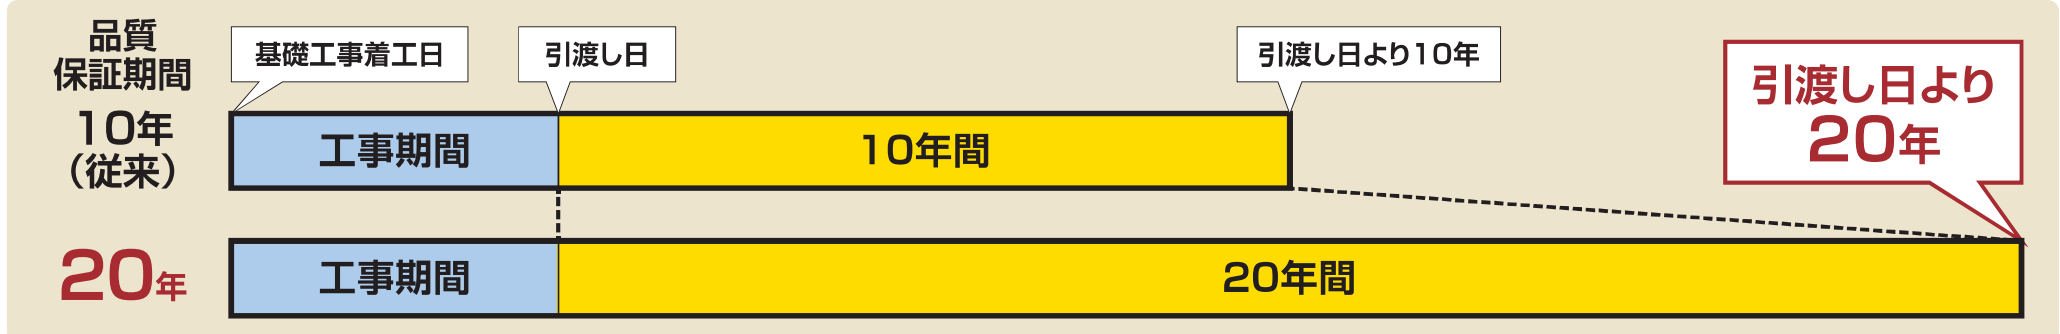 品質
保証期間
10年
（従来）
基礎工事着工日
引渡し日
引渡し日より10年
引渡し日より
20年
工事期間
10年間
20年
工事期間
20年間